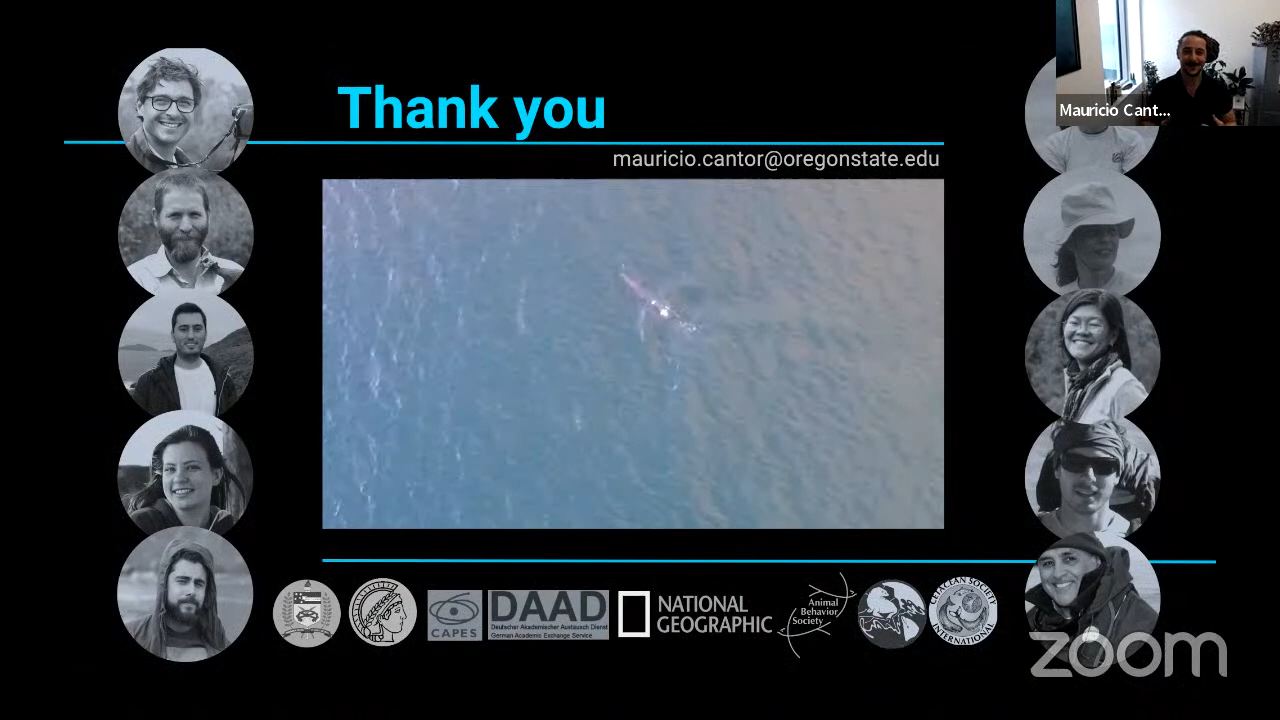 Thank you
Mauricio Cant...
mauricio.cantor@oregonstate.edu
CAPES
DAAD
Deutscher Akademischer Austausch Dienst
German Academic Exchange Service
NATIONAL
GEOGRAPHIC
Animal
Behavior
Society
CETACEAN SOCIETY
INTERNATIONAL
zoom